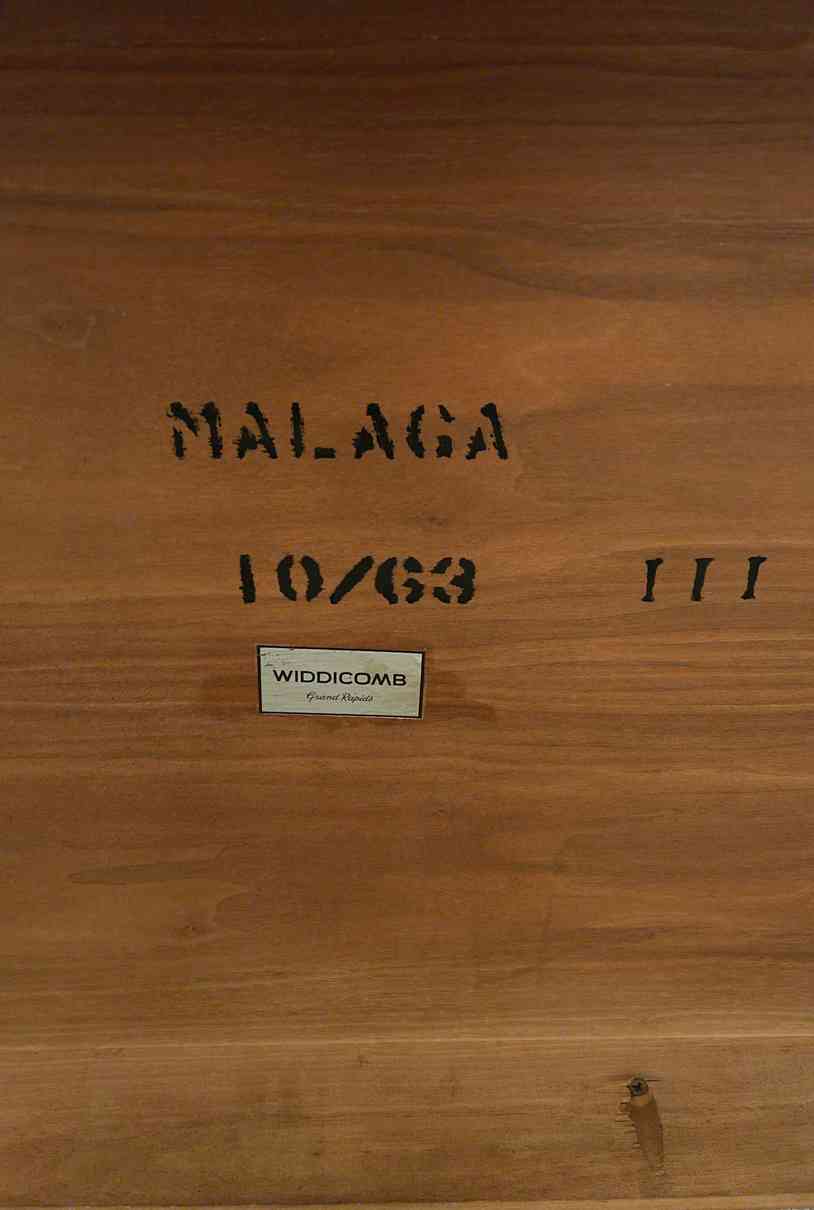 MALAGA
10/63 III
WIDDICOMB
Grand Rapids